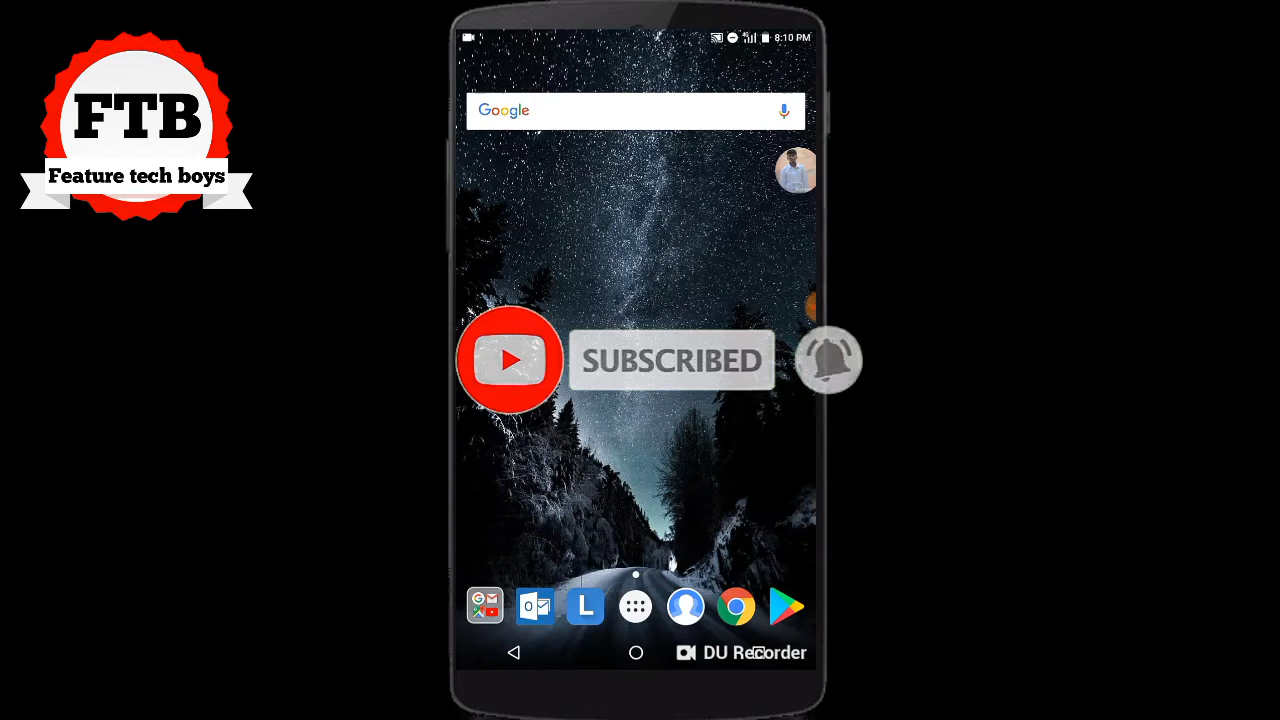 FTB
Feature tech boys
8:10 PM
Google
SUBSCRIBED
L
DU Recorder